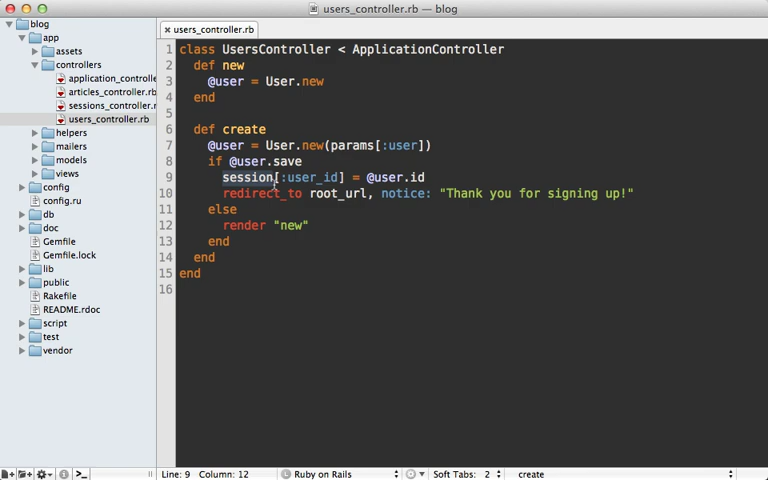 users_controller.rb — blog
blog
app
assets
controllers
application_controlle
articles_controller.rb
sessions_controller.r
users_controller.rb
helpers
mailers
models
views
config
config.ru
db
doc
Gemfile
Gemfile.lock
lib
public
Rakefile
README.rdoc
script
test
vendor
× users_controller.rb
1 class UsersController < ApplicationController
2 def new
3 @user = User.new
4 end
5
6 def create
7 @user = User.new(params[:user])
8 if @user.save
9 session[:user_id] = @user.id
10 redirect_to root_url, notice: "Thank you for signing up!"
11 else
12 render "new"
13 end
14 end
15 end
16
Line: 9 Column: 12 Ruby on Rails Soft Tabs: 2 create